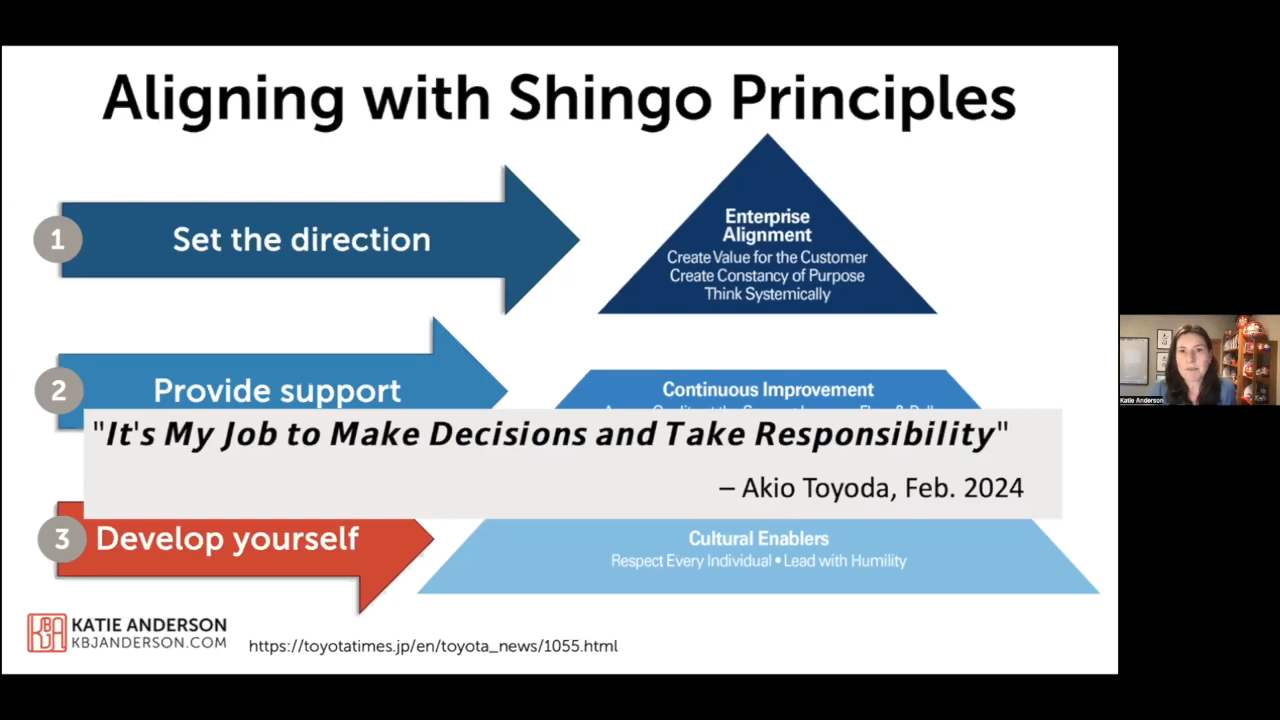 Aligning with Shingo Principles
1
Set the direction
Enterprise
Alignment
Create Value for the Customer
Create Constancy of Purpose
Think Systemically
2
Provide support
Continuous Improvement
"It's My Job to Make Decisions and Take Responsibility"
– Akio Toyoda, Feb. 2024
3
Develop yourself
Cultural Enablers
Respect Every Individual • Lead with Humility
KATIE ANDERSON
KBJANDERSON.COM
https://toyotatimes.jp/en/toyota_news/1055.html
Katie Anderson